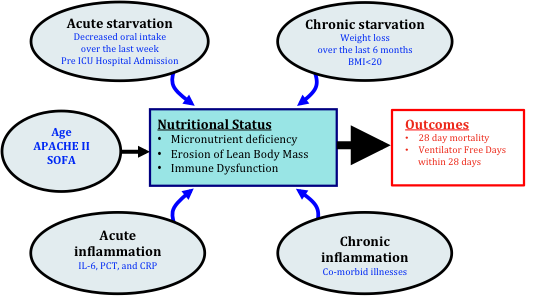 Acute starvation
Decreased oral intake
over the last week
Pre ICU Hospital Admission
Chronic starvation
Weight loss
over the last 6 months
BMI<20
Age
APACHE II
SOFA
Nutritional Status
• Micronutrient deficiency
• Erosion of Lean Body Mass
• Immune Dysfunction
Outcomes
• 28 day mortality
• Ventilator Free Days
within 28 days
Acute
inflammation
IL-6, PCT, and CRP
Chronic
inflammation
Co-morbid illnesses